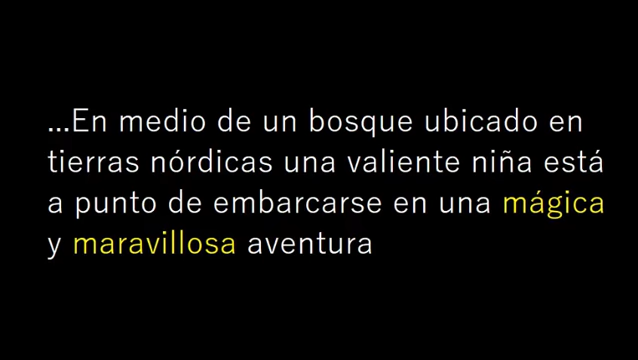 ...En medio de un bosque ubicado en
tierras nórdicas una valiente niña está
a punto de embarcarse en una mágica
y maravillosa aventura